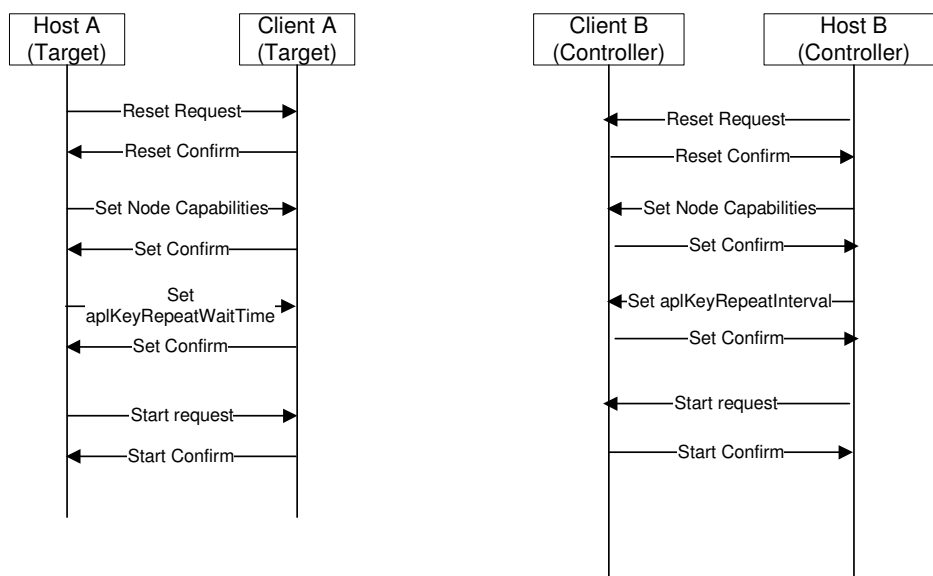 Host A
(Target)
Client A
(Target)
Client B
(Controller)
Host B
(Controller)
Reset Request
Reset Confirm
Set Node Capabilities
Set Confirm
Set
aplKeyRepeatWaitTime
Set Confirm
Start request
Start Confirm
Reset Request
Reset Confirm
Set Node Capabilities
Set Confirm
Set aplKeyRepeatInterval
Set Confirm
Start request
Start Confirm